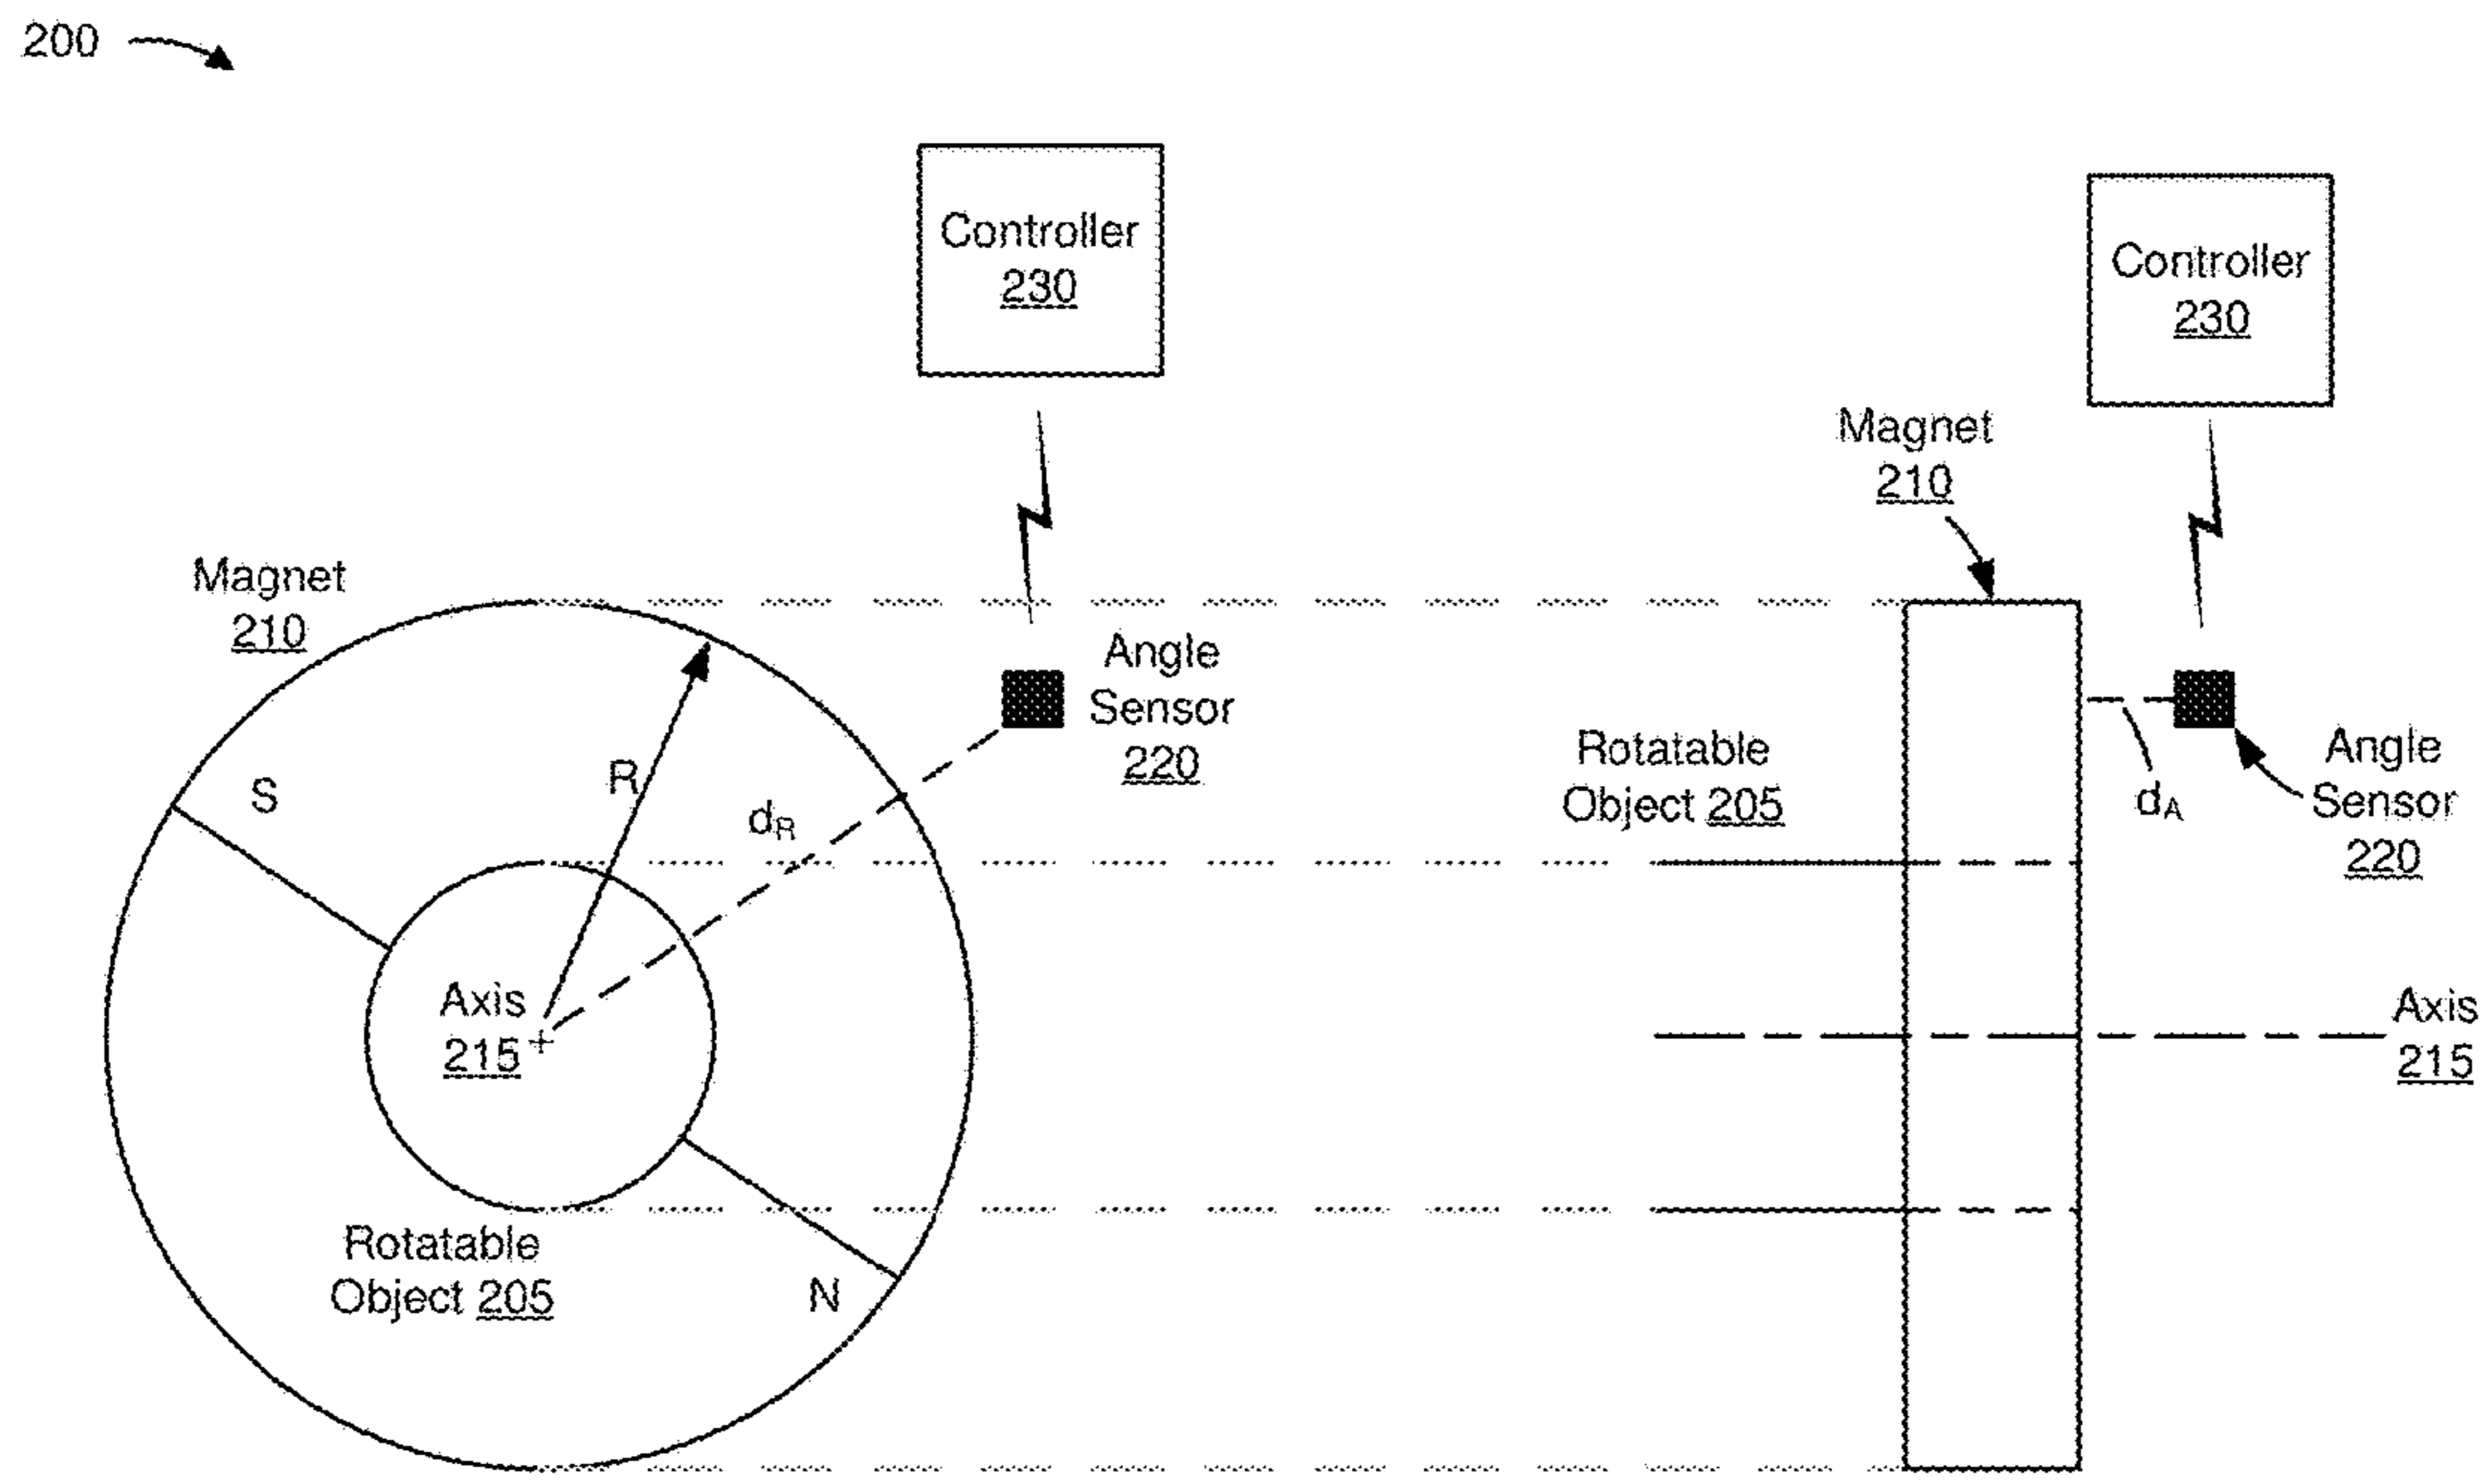 200
Controller
230
Controller
230
Magnet
210
Magnet
210
Angle
Sensor
220
S
R
dR
Rotatable
Object 205
dA
Angle
Sensor
220
Axis
215
Axis
215
Rotatable
Object 205
N